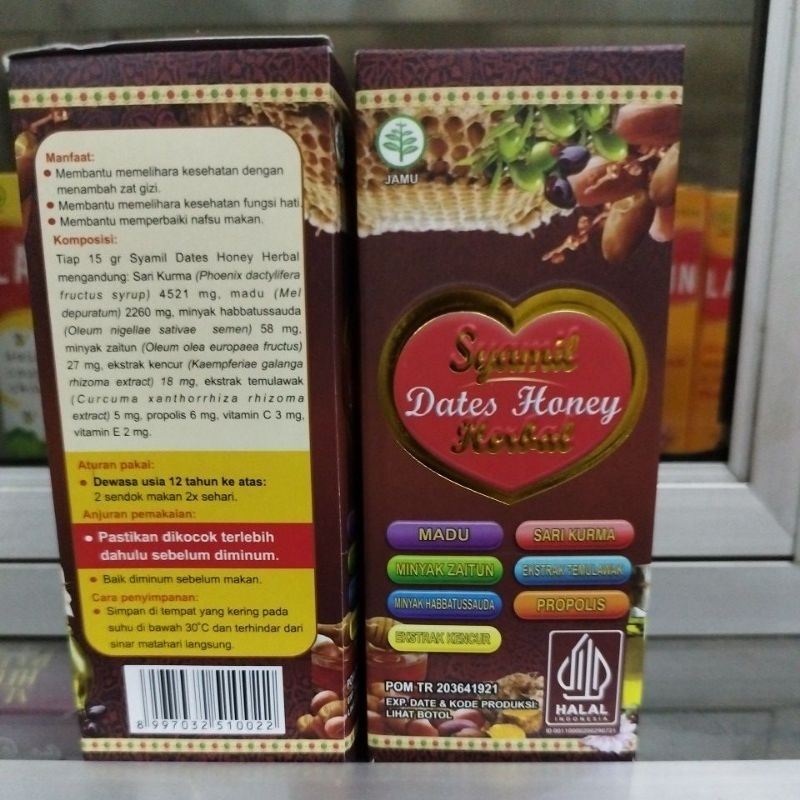 Manfaat:
• Membantu memelihara kesehatan dengan
menambah zat gizi.
• Membantu memelihara kesehatan fungsi hati.
• Membantu memperbaiki nafsu makan.
Komposisi:
Tiap 15 gr Syamil Dates Honey Herbal
mengandung: Sari Kurma (Phoenix dactylifera
fructus syrup) 4521 mg, madu (Mel
depuratum) 2260 mg, minyak habbatussauda
(Oleum nigellae sativae semen) 58 mg,
minyak zaitun (Oleum olea europaea fructus)
27 mg, ekstrak kencur (Kaempferiae galanga
rhizoma extract) 18 mg, ekstrak temulawak
(Curcuma xanthorrhiza rhizoma
extract) 5 mg, propolis 6 mg, vitamin C 3 mg,
vitamin E 2 mg.
Aturan pakai:
• Dewasa usia 12 tahun ke atas:
2 sendok makan 2x sehari.
Anjuran pemakaian:
• Pastikan dikocok terlebih
dahulu sebelum diminum.
• Baik diminum sebelum makan.
Cara penyimpanan:
• Simpan di tempat yang kering pada
suhu di bawah 30°C dan terhindar dari
sinar matahari langsung.
8 997032 510022
JAMU
Syamil
Dates Honey
Herbal
MADU
SARI KURMA
MINYAK ZAITUN
EKSTRAK TEMULAWAK
MINYAK HABBATUSSAUDA
PROPOLIS
EKSTRAK KENCUR
POM TR 203641921
EXP. DATE & KODE PRODUKSI:
LIHAT BOTOL
HALAL
INDONESIA